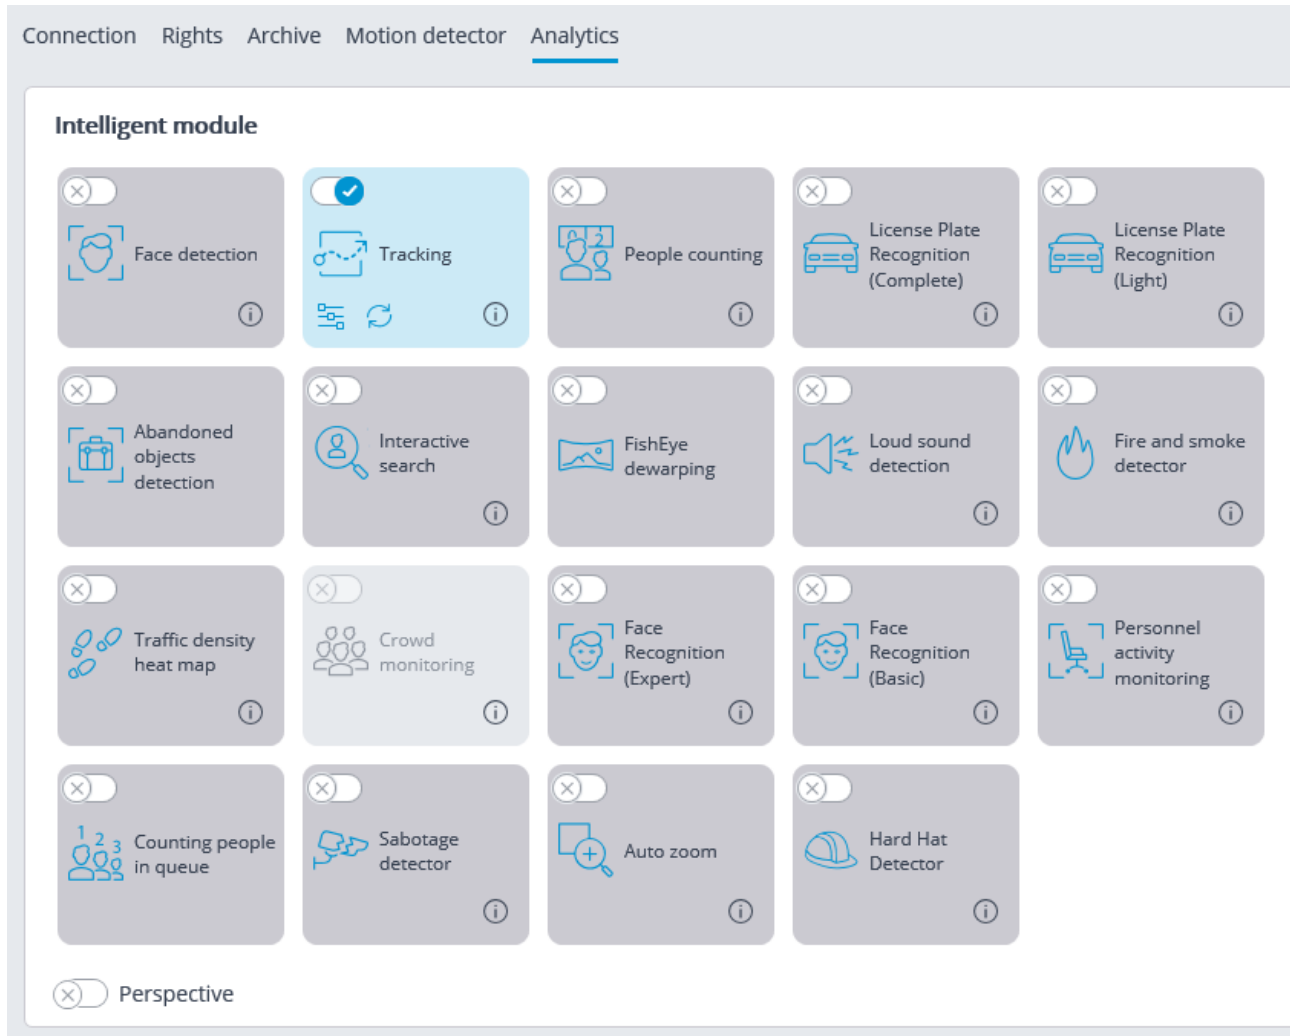 Connection Rights Archive Motion detector Analytics
Intelligent module
Face detection
Tracking
People counting
License Plate
Recognition
(Complete)
License Plate
Recognition
(Light)
Abandoned
objects
detection
Interactive
search
FishEye
dewarping
Loud sound
detection
Fire and smoke
detector
Traffic density
heat map
Crowd
monitoring
Face
Recognition
(Expert)
Face
Recognition
(Basic)
Personnel
activity
monitoring
1 2 3
Counting people
in queue
Sabotage
detector
Auto zoom
Hard Hat
Detector
Perspective